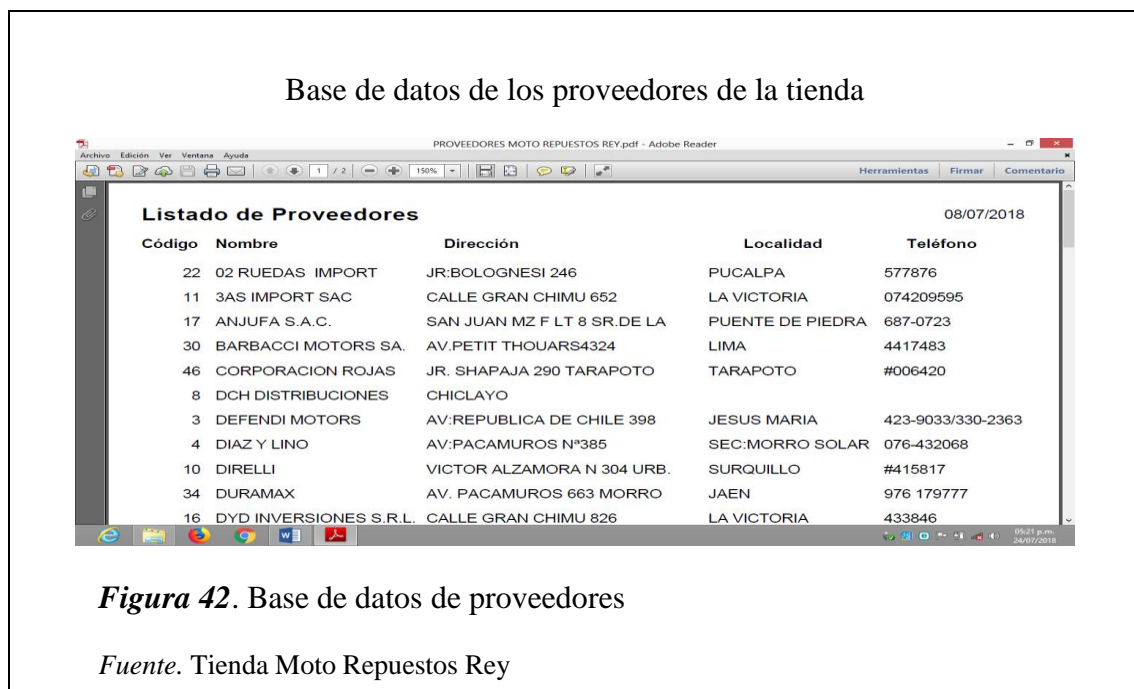 Base de datos de los proveedores de la tienda
PROVEEDORES MOTO REPUESTOS REY.pdf - Adobe Reader
Archivo Edición Ver Ventana Ayuda
1 / 2 150% Herramientas Firmar Comentario
Listado de Proveedores 08/07/2018
Código Nombre Dirección Localidad Teléfono
22 02 RUEDAS IMPORT JR:BOLOGNESI 246 PUCALPA 577876
11 3AS IMPORT SAC CALLE GRAN CHIMU 652 LA VICTORIA 074209595
17 ANJUFA S.A.C. SAN JUAN MZ F LT 8 SR.DE LA PUENTE DE PIEDRA 687-0723
30 BARBACCI MOTORS SA. AV.PETIT THOUARS4324 LIMA 4417483
46 CORPORACION ROJAS JR. SHAPAJA 290 TARAPOTO TARAPOTO #006420
8 DCH DISTRIBUCIONES CHICLAYO
3 DEFENDI MOTORS AV:REPUBLICA DE CHILE 398 JESUS MARIA 423-9033/330-2363
4 DIAZ Y LINO AV:PACAMUROS Nª385 SEC:MORRO SOLAR 076-432068
10 DIRELLI VICTOR ALZAMORA N 304 URB. SURQUILLO #415817
34 DURAMAX AV. PACAMUROS 663 MORRO JAEN 976 179777
16 DYD INVERSIONES S.R.L. CALLE GRAN CHIMU 826 LA VICTORIA 433846
05:21 p.m.
24/07/2018
Figura 42. Base de datos de proveedores
Fuente. Tienda Moto Repuestos Rey